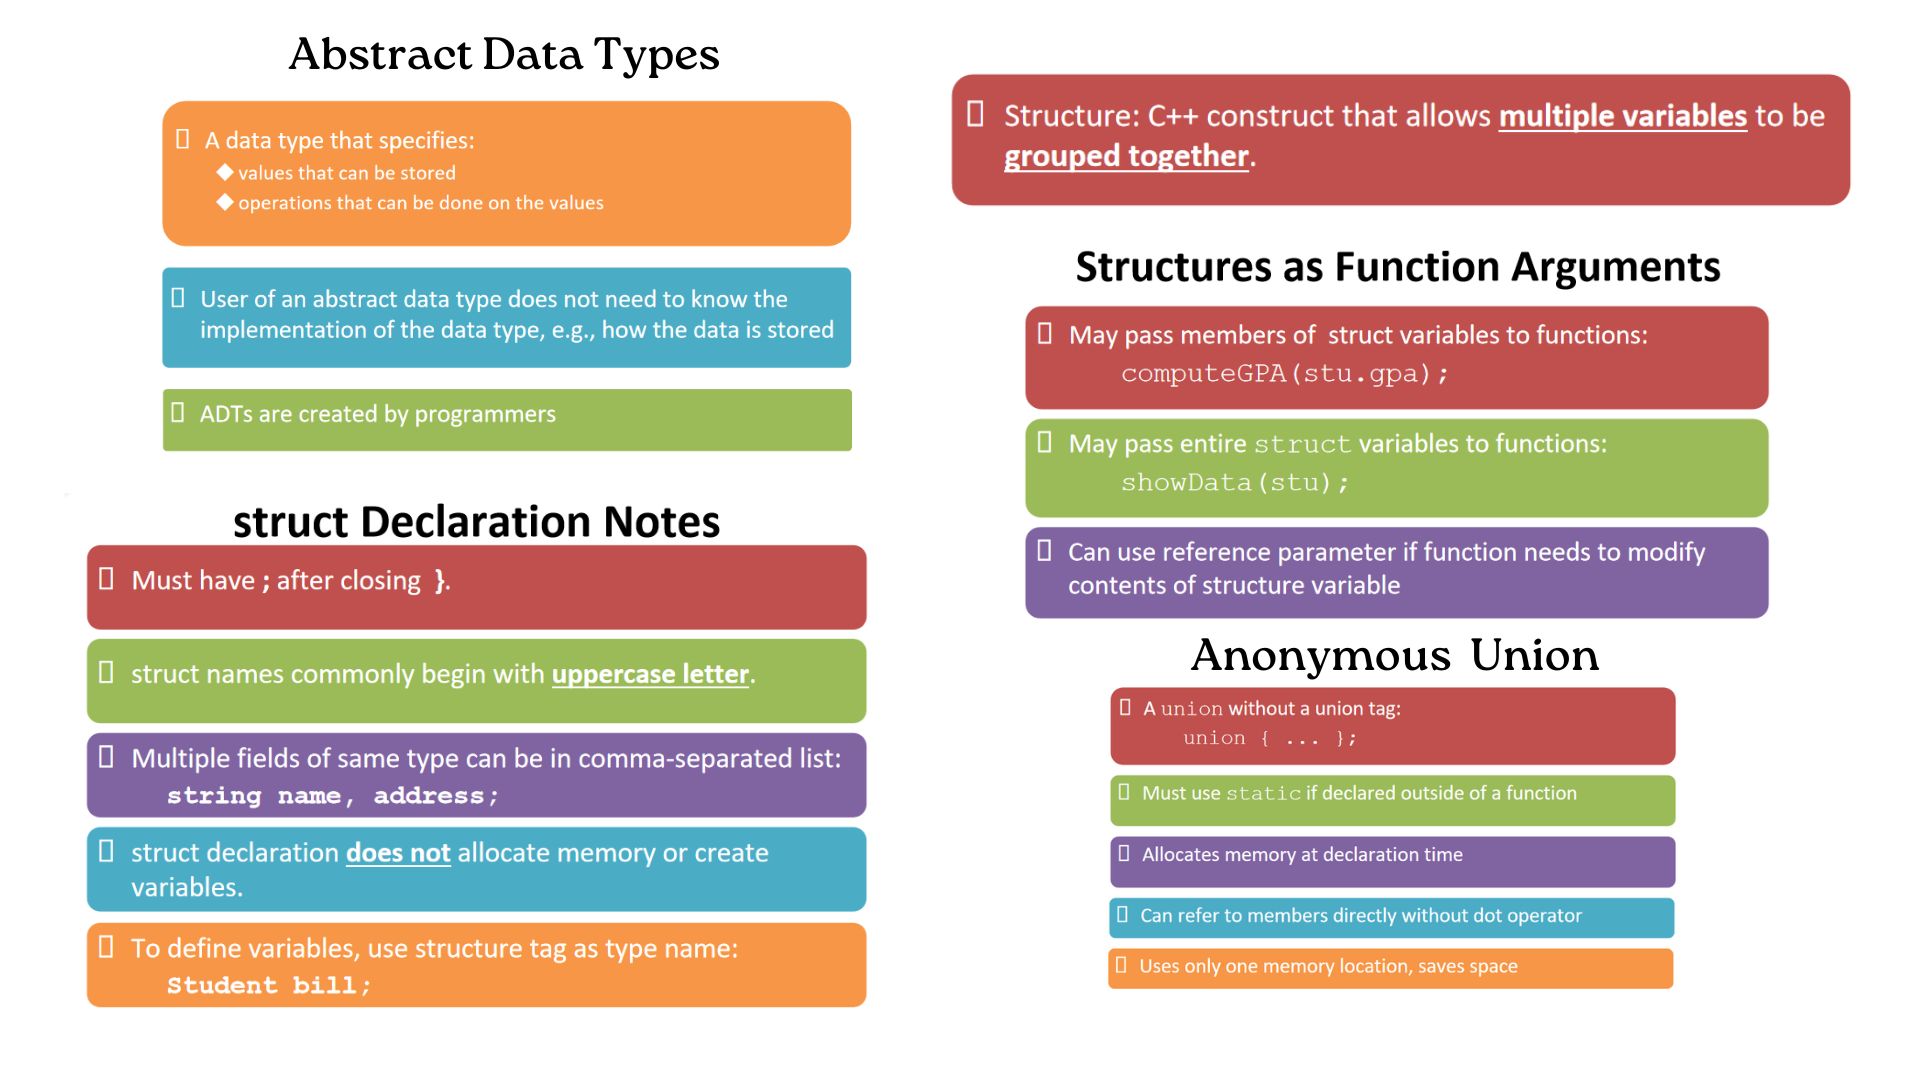 Abstract Data Types
A data type that specifies:
values that can be stored
operations that can be done on the values
User of an abstract data type does not need to know the
implementation of the data type, e.g., how the data is stored
ADTs are created by programmers
struct Declaration Notes
Must have ; after closing }.
struct names commonly begin with uppercase letter.
Multiple fields of same type can be in comma-separated list:
string name, address;
struct declaration does not allocate memory or create
variables.
To define variables, use structure tag as type name:
Student bill;
Structure: C++ construct that allows multiple variables to be
grouped together.
Structures as Function Arguments
May pass members of struct variables to functions:
computeGPA(stu.gpa);
May pass entire struct variables to functions:
showData(stu);
Can use reference parameter if function needs to modify
contents of structure variable
Anonymous Union
A union without a union tag:
union { ... };
Must use static if declared outside of a function
Allocates memory at declaration time
Can refer to members directly without dot operator
Uses only one memory location, saves space